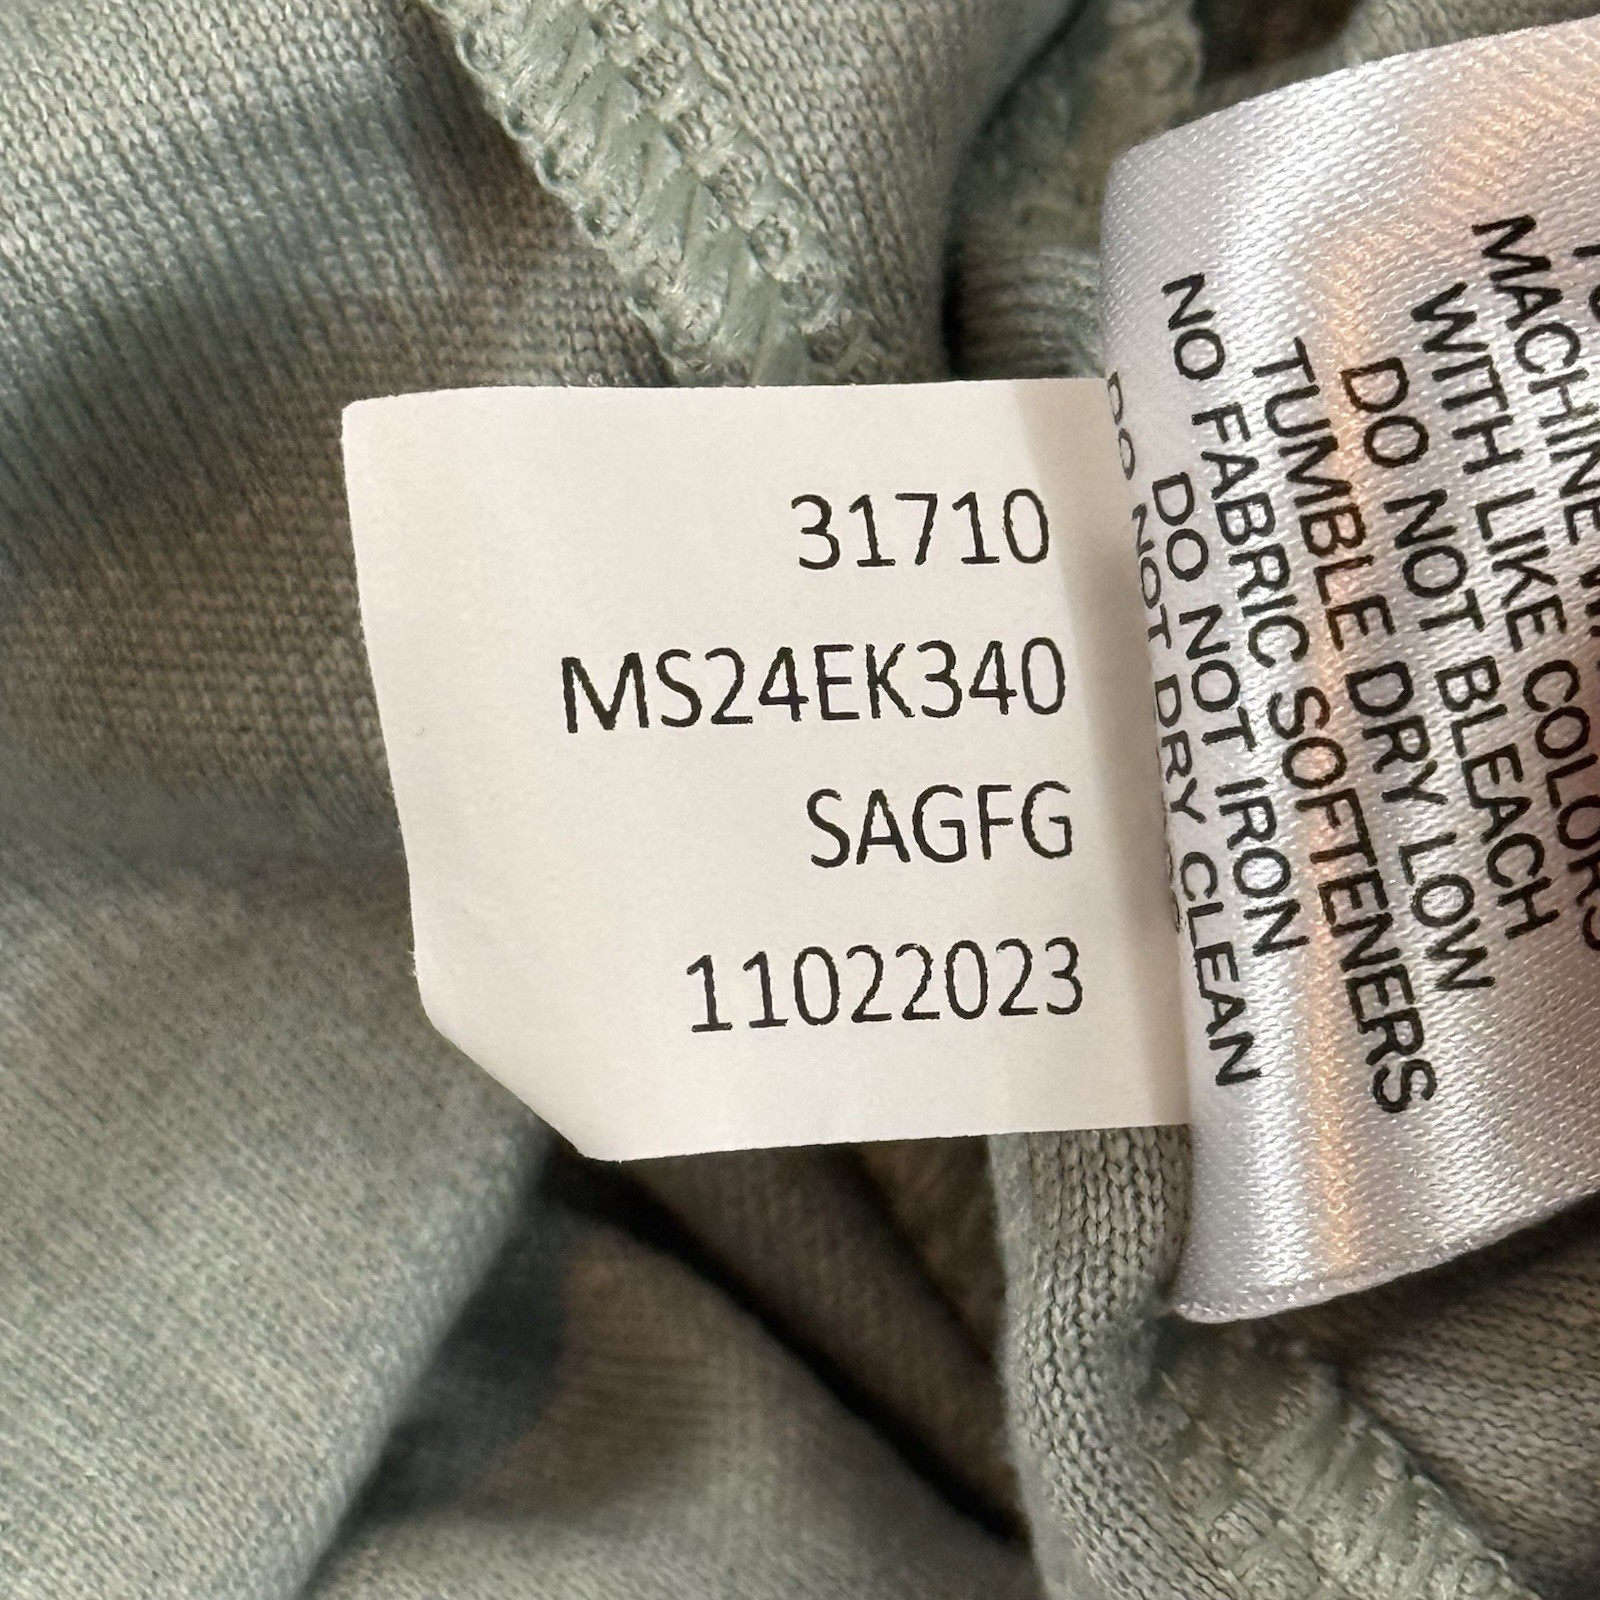 31710
MS24EK340
SAGFG
11022023
MACHINE
WITH LIKE COLORS
DO NOT BLEACH
TUMBLE DRY LOW
NO FABRIC SOFTENERS
DO NOT IRON
DO NOT DRY CLEAN